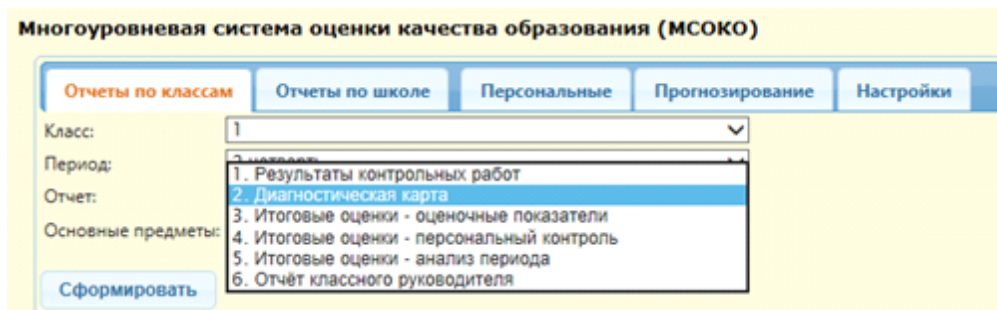 Многоуровневая система оценки качества образования (МСОКО)
Отчеты по классам Отчеты по школе Персональные Прогнозирование Настройки
Класс: 1
Период:
1. Результаты контрольных работ
Отчет: 2. Диагностическая карта
3. Итоговые оценки - оценочные показатели
Основные предметы: 4. Итоговые оценки - персональный контроль
5. Итоговые оценки - анализ периода
Сформировать 6. Отчёт классного руководителя